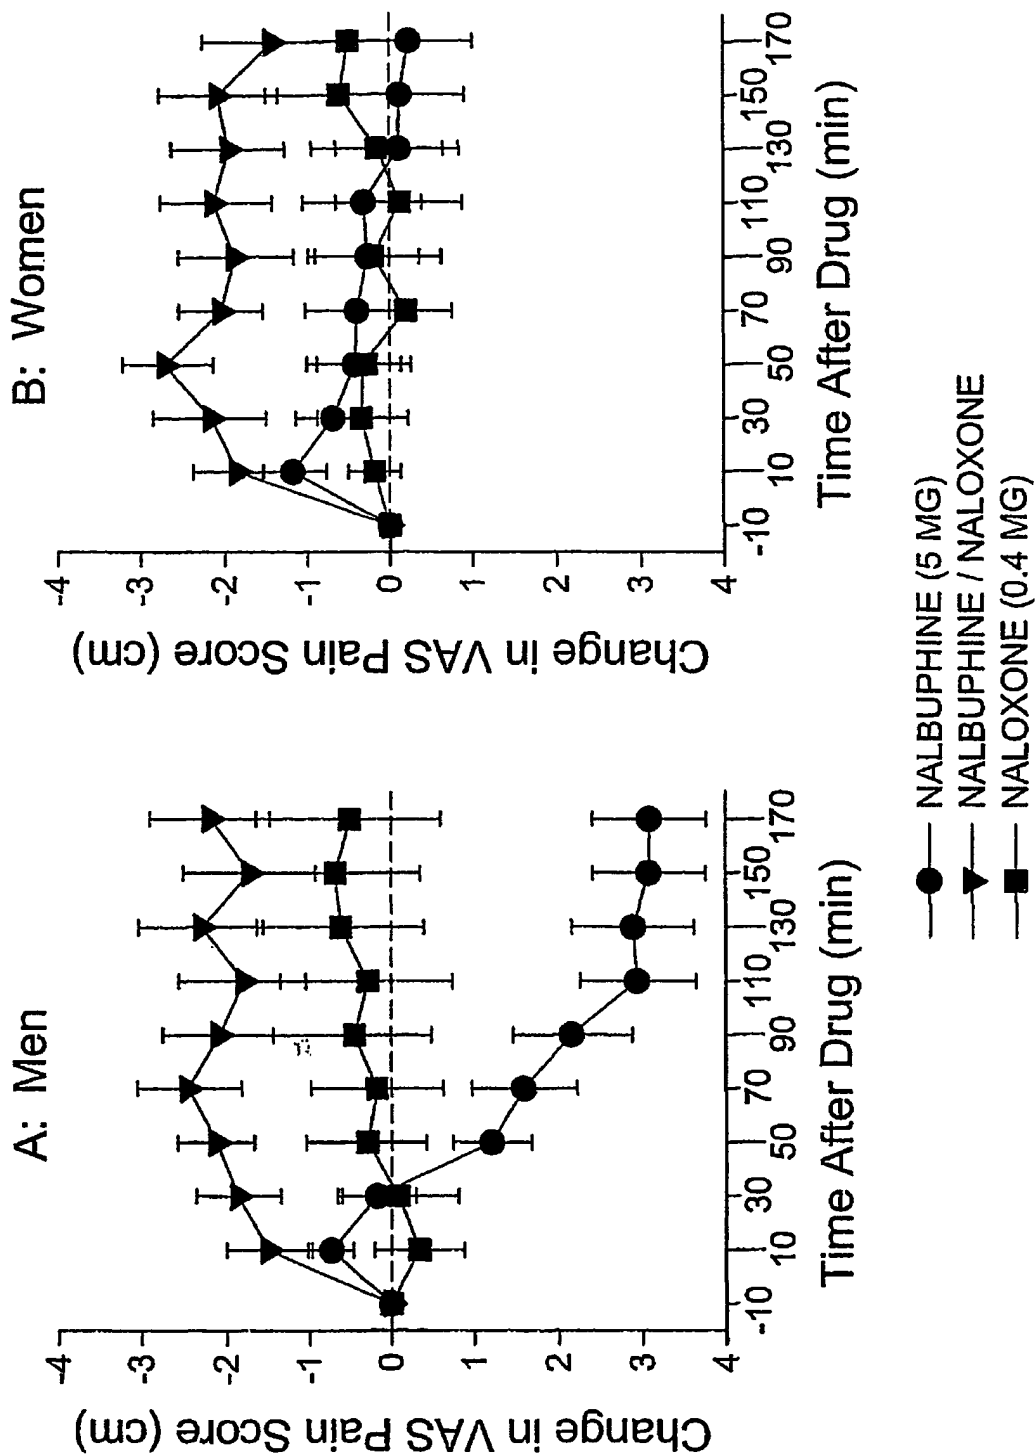 A: Men
Change in VAS Pain Score (cm)
-4
-3
-2
-1
0
1
2
3
4
-10 10 30 50 70 90 110 130 150 170
Time After Drug (min)
B: Women
Change in VAS Pain Score (cm)
-4
-3
-2
-1
0
1
2
3
4
-10 10 30 50 70 90 110 130 150 170
Time After Drug (min)
NALBUPHINE (5 MG)
NALBUPHINE / NALOXONE
NALOXONE (0.4 MG)